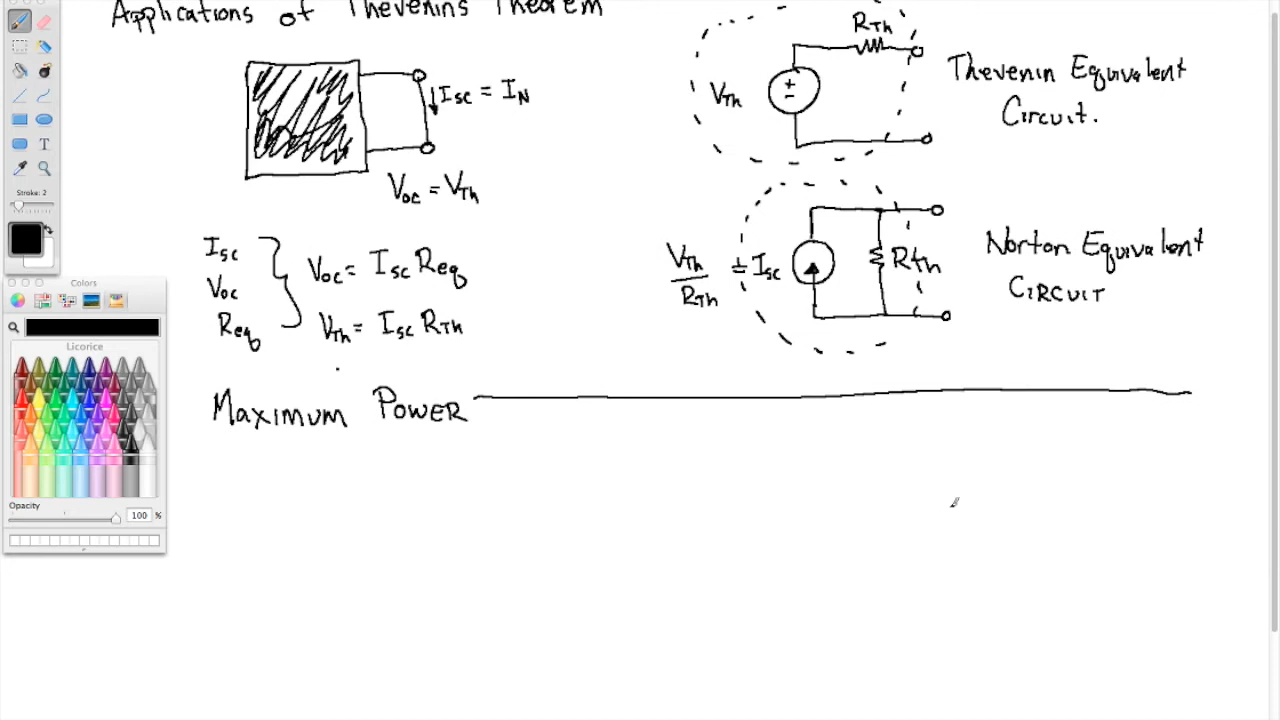 Applications of Thevenins Theorem
Isc = IN
Voc = VTh
Isc
Voc
Req
Voc = Isc Req
VTh = Isc RTh
RTh
VTh
+
−
Thevenin Equivalent
Circuit.
VTh
RTh
= Isc
Rth
Norton Equivalent
CIRCUIT
Maximum Power
Stroke: 2
Colors
Licorice
Opacity
100 %